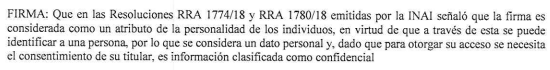 FIRMA: Que en las Resoluciones RRA 1774/18 y RRA 1780/18 emitidas por la INAI señaló que la firma es
considerada como un atributo de la personalidad de los individuos, en virtud de que a través de esta se puede
identificar a una persona, por lo que se considera un dato personal y, dado que para otorgar su acceso se necesita
el consentimiento de su titular, es información clasificada como confidencial